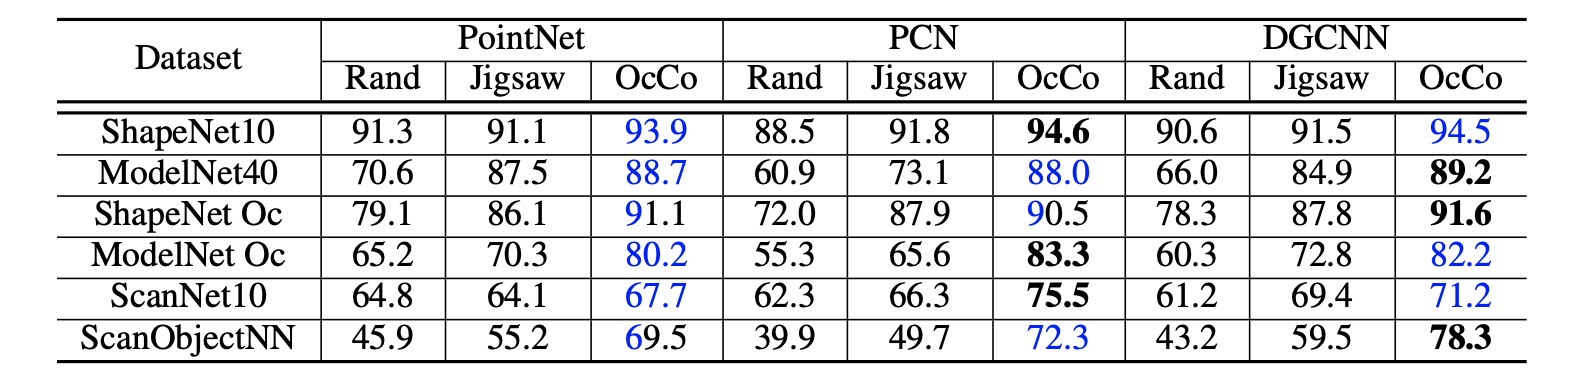 Dataset PointNet PCN DGCNN
Rand Jigsaw OcCo Rand Jigsaw OcCo Rand Jigsaw OcCo
ShapeNet10 91.3 91.1 93.9 88.5 91.8 94.6 90.6 91.5 94.5
ModelNet40 70.6 87.5 88.7 60.9 73.1 88.0 66.0 84.9 89.2
ShapeNet Oc 79.1 86.1 91.1 72.0 87.9 90.5 78.3 87.8 91.6
ModelNet Oc 65.2 70.3 80.2 55.3 65.6 83.3 60.3 72.8 82.2
ScanNet10 64.8 64.1 67.7 62.3 66.3 75.5 61.2 69.4 71.2
ScanObjectNN 45.9 55.2 69.5 39.9 49.7 72.3 43.2 59.5 78.3